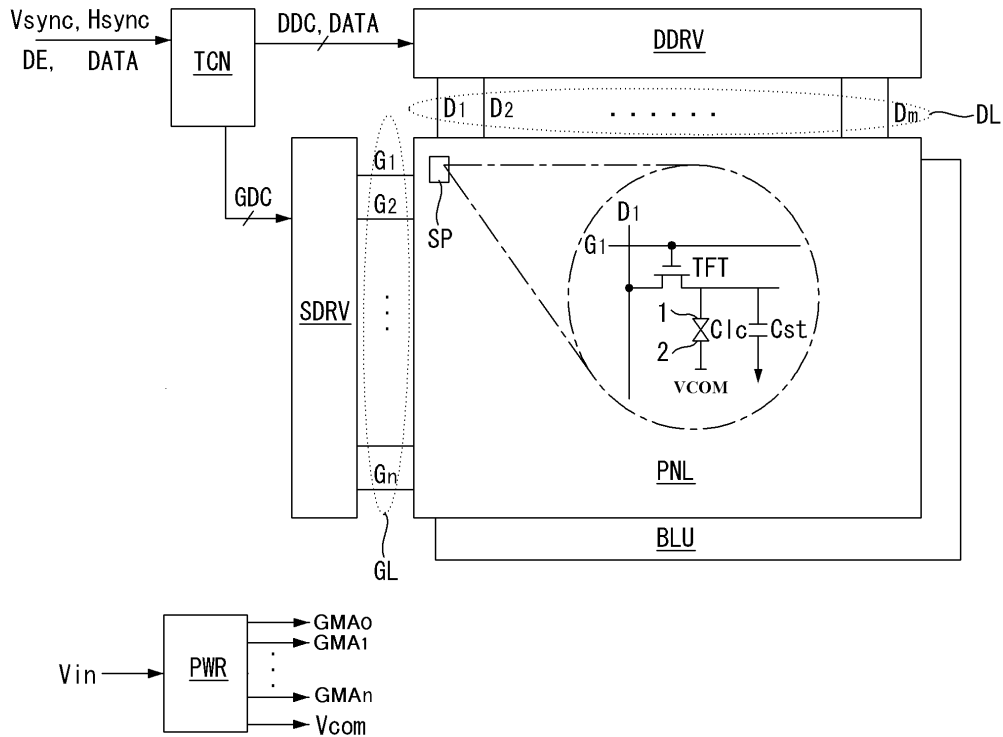 Vsync, Hsync
DE, DATA
TCN
DDC, DATA
DDRV
D1 D2 ...... Dm
DL
GDC
SDRV
G1
G2
Gn
GL
SP
D1
G1
TFT
1
2
Clc
Cst
VCOM
PNL
BLU
Vin
PWR
GMA0
GMA1
GMAn
Vcom